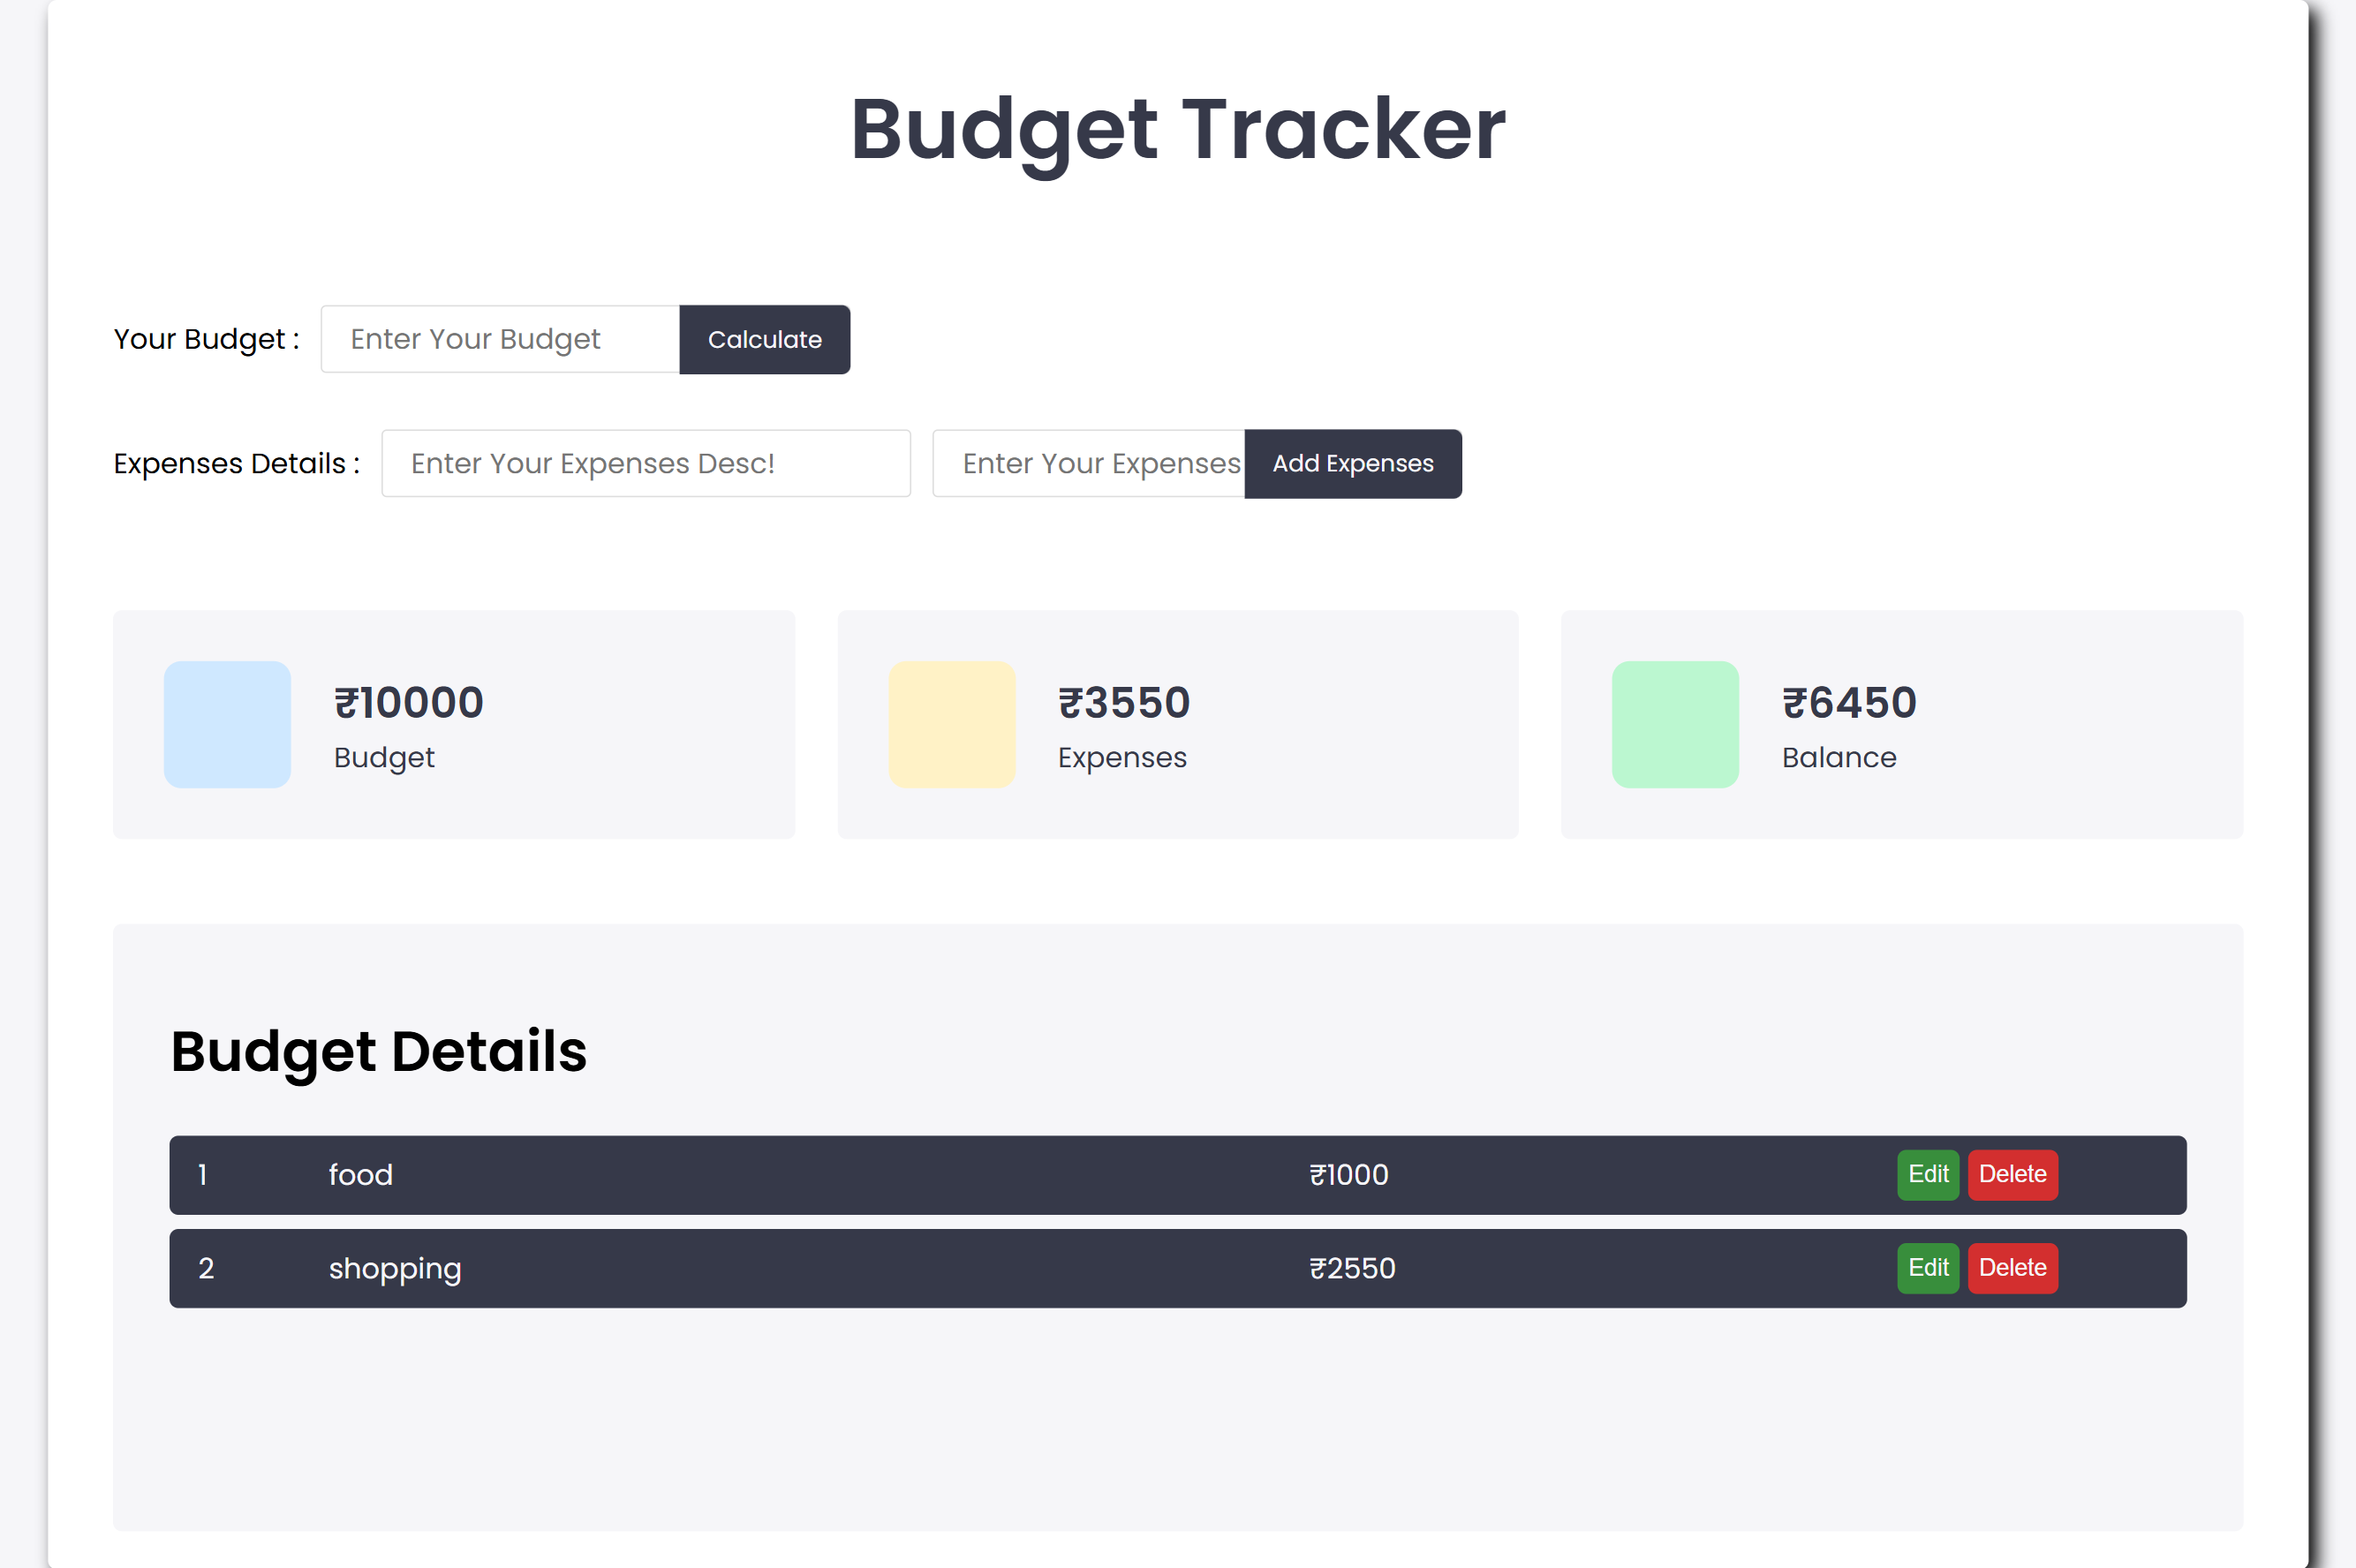 Budget Tracker
Your Budget : Enter Your Budget Calculate
Expenses Details : Enter Your Expenses Desc! Enter Your Expenses Add Expenses
₹10000
Budget
₹3550
Expenses
₹6450
Balance
Budget Details
1 food ₹1000 Edit Delete
2 shopping ₹2550 Edit Delete